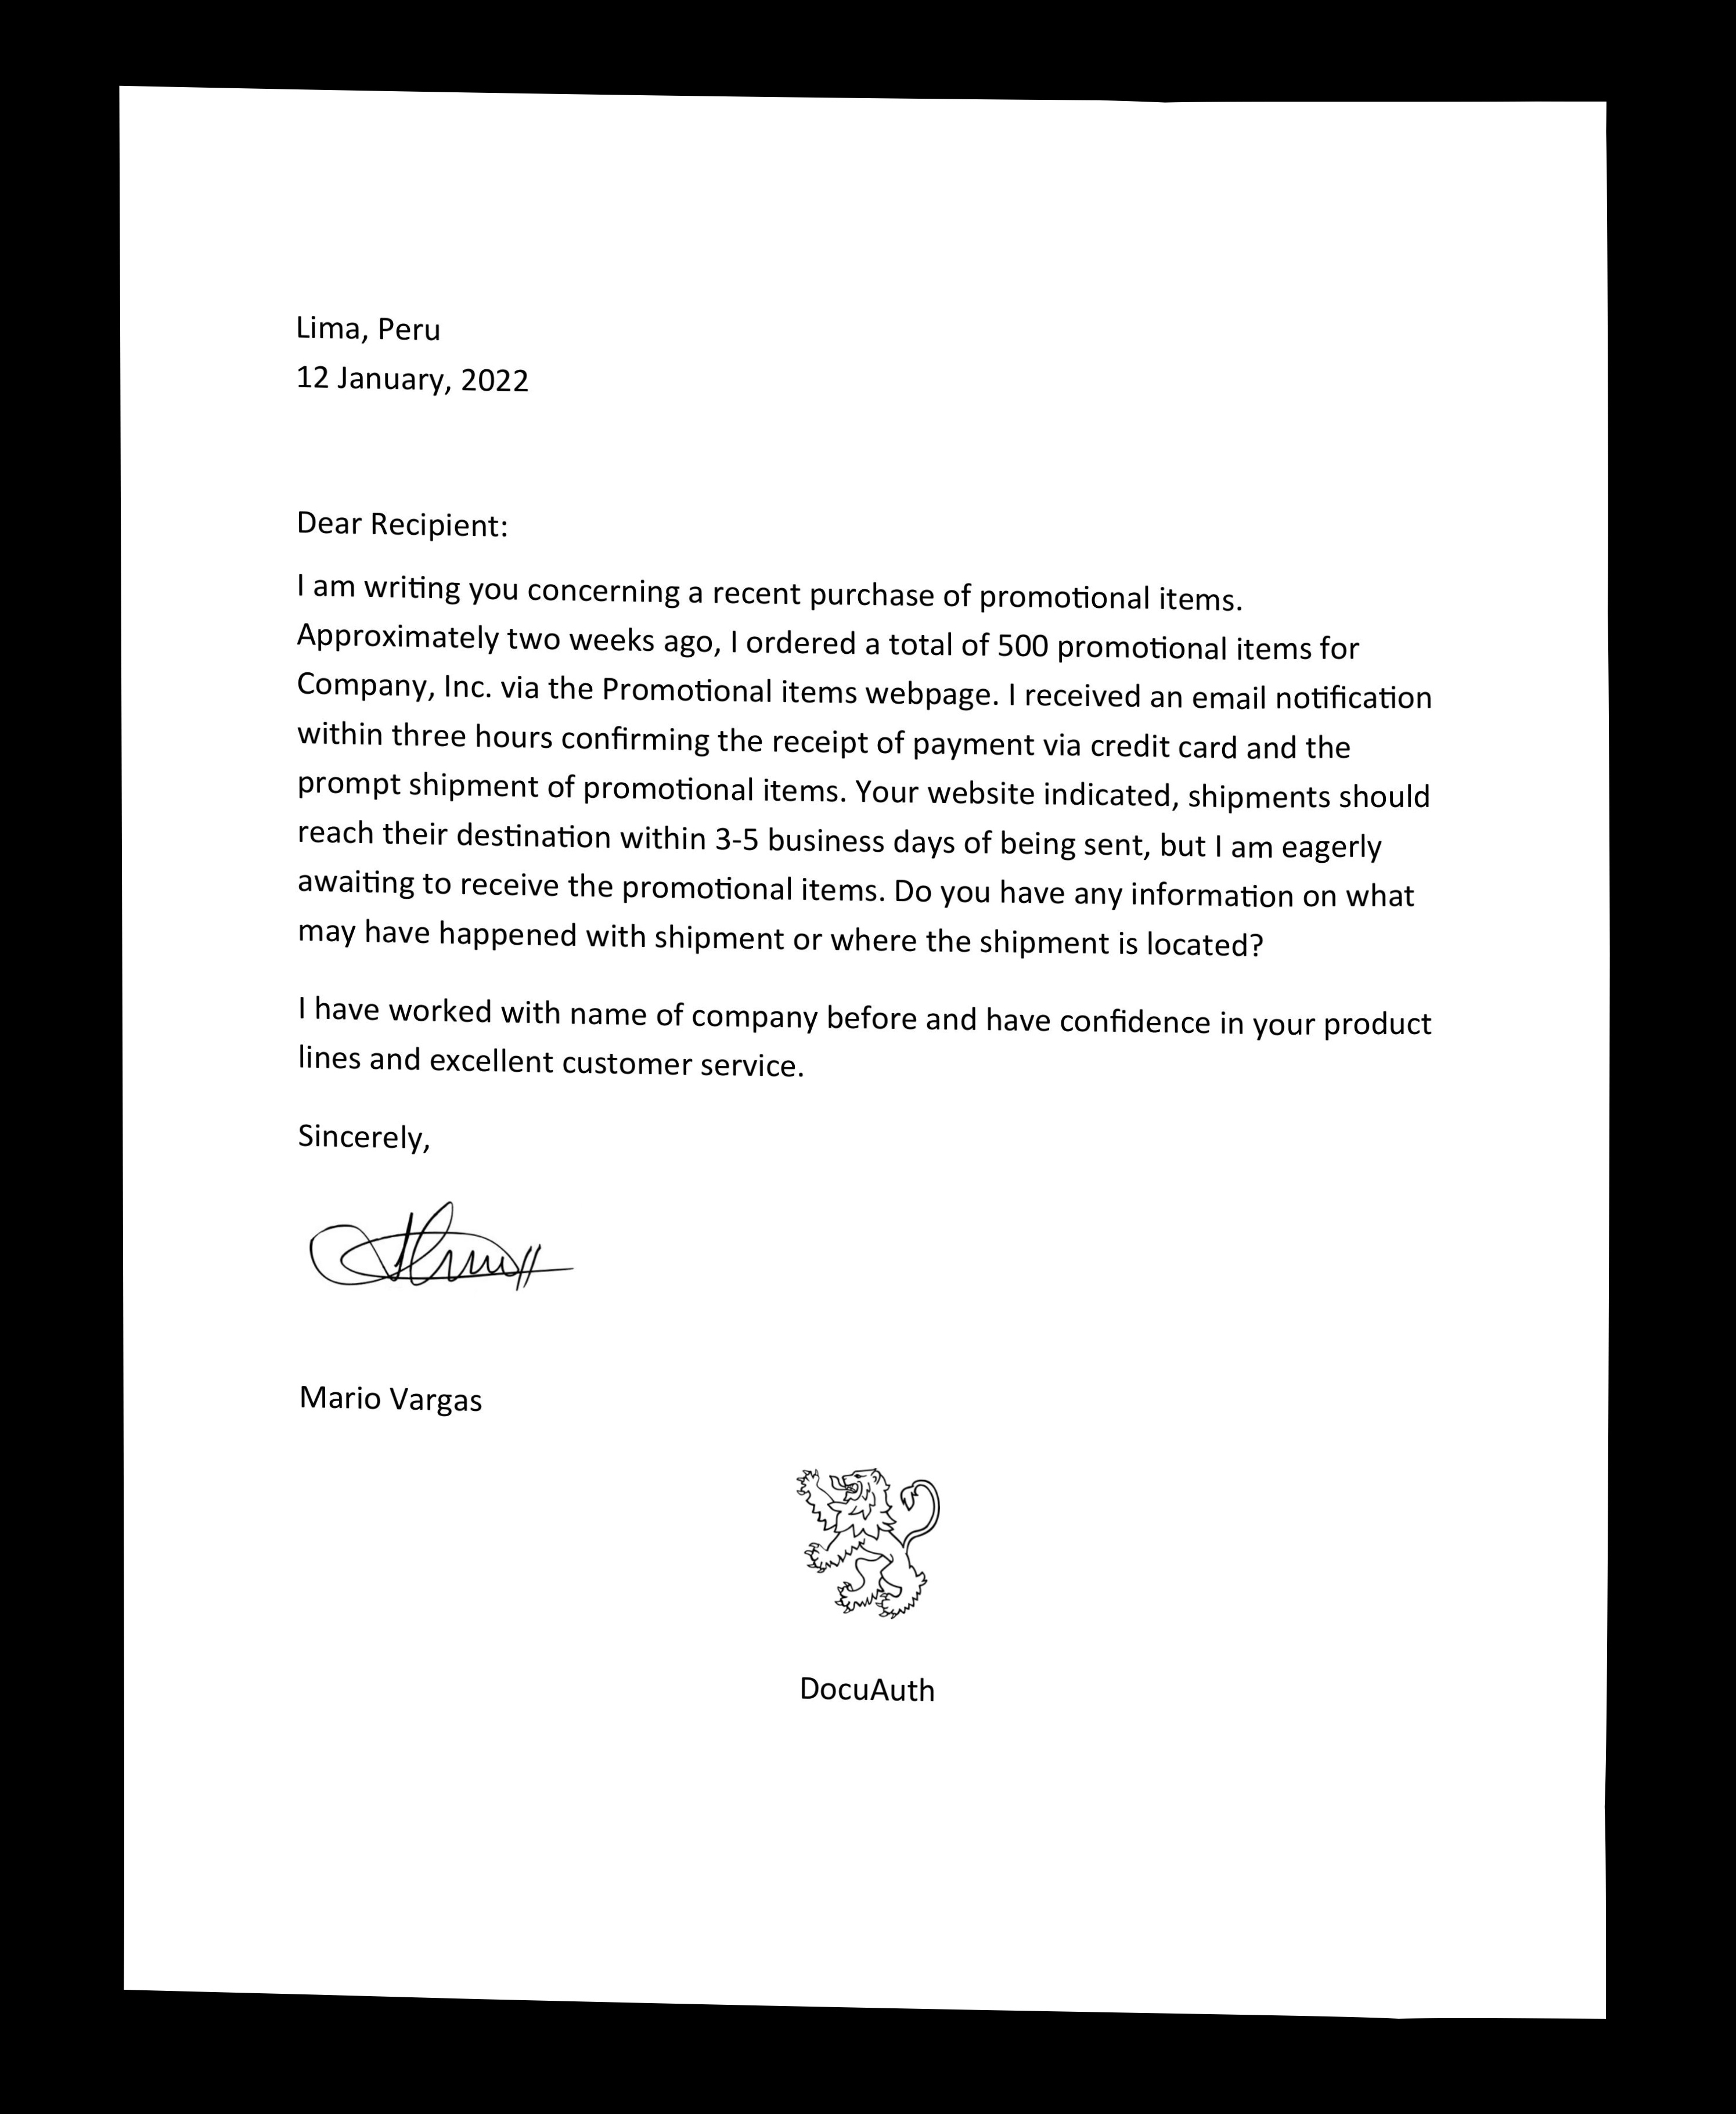 Lima, Peru
12 January, 2022
Dear Recipient:
I am writing you concerning a recent purchase of promotional items.
Approximately two weeks ago, I ordered a total of 500 promotional items for
Company, Inc. via the Promotional items webpage. I received an email notification
within three hours confirming the receipt of payment via credit card and the
prompt shipment of promotional items. Your website indicated, shipments should
reach their destination within 3-5 business days of being sent, but I am eagerly
awaiting to receive the promotional items. Do you have any information on what
may have happened with shipment or where the shipment is located?
I have worked with name of company before and have confidence in your product
lines and excellent customer service.
Sincerely,
Mario Vargas
DocuAuth